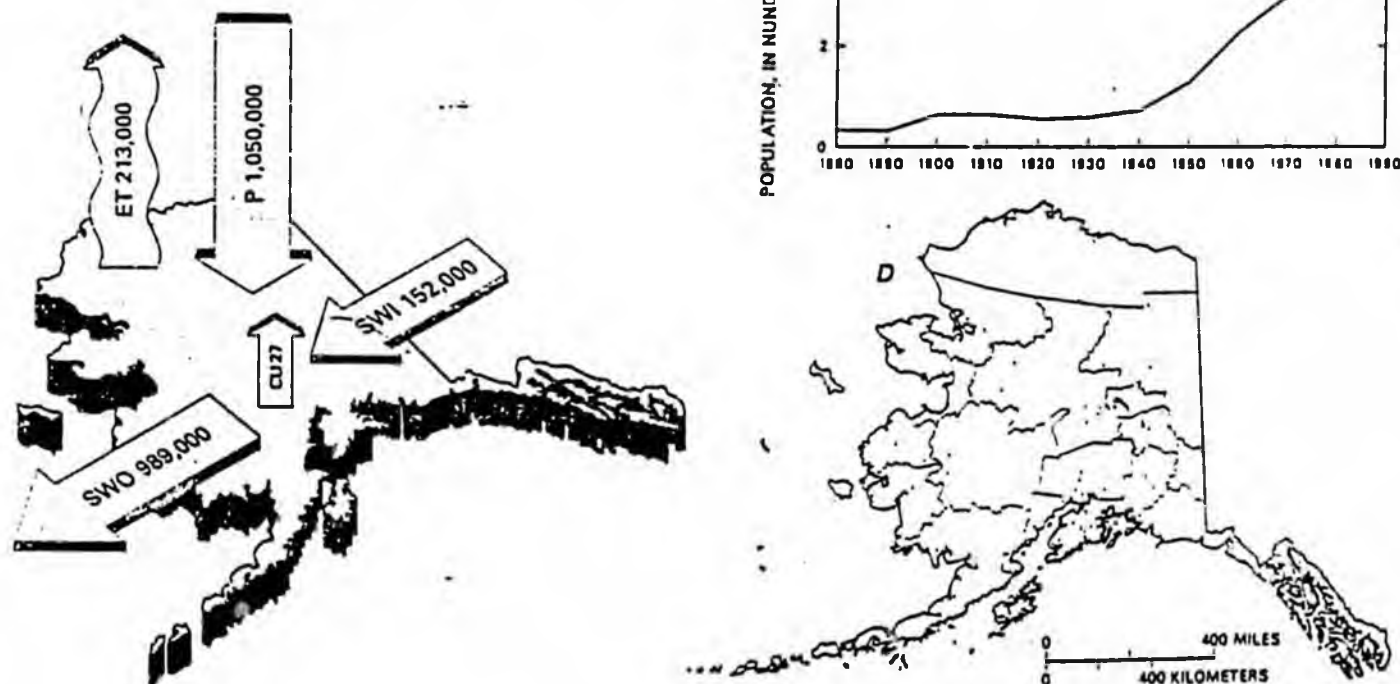 ET 213,000
P 1,050,000
SWI 152,000
CU 27
SWO 989,000
POPULATION, IN
2
0
1880 1890 1900 1910 1920 1930 1940 1950 1960 1970 1980 1990
D
0 400 MILES
0 400 KILOMETERS